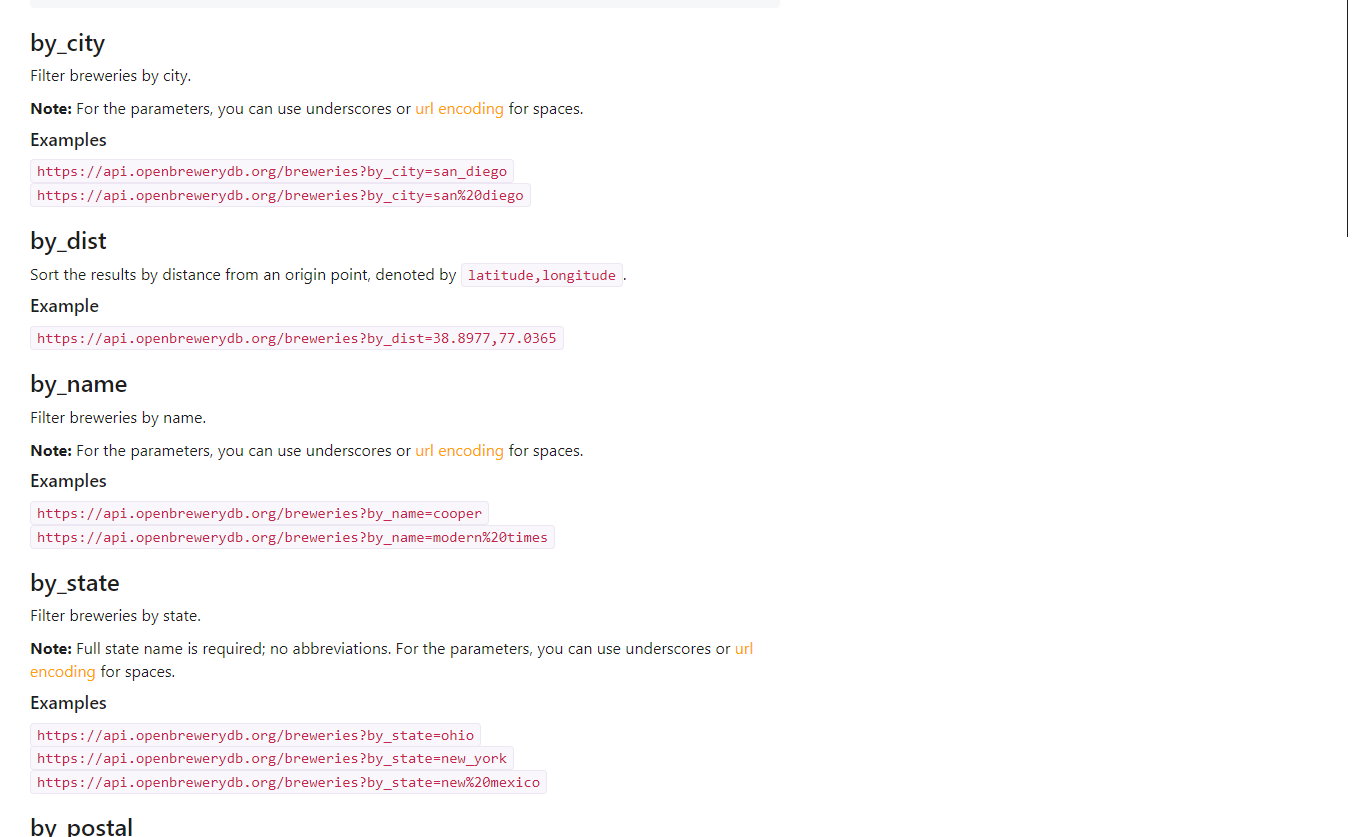 by_city
Filter breweries by city.
Note: For the parameters, you can use underscores or url encoding for spaces.
Examples
https://api.openbrewerydb.org/breweries?by_city=san_diego
https://api.openbrewerydb.org/breweries?by_city=san%20diego
by_dist
Sort the results by distance from an origin point, denoted by latitude,longitude.
Example
https://api.openbrewerydb.org/breweries?by_dist=38.8977,77.0365
by_name
Filter breweries by name.
Note: For the parameters, you can use underscores or url encoding for spaces.
Examples
https://api.openbrewerydb.org/breweries?by_name=cooper
https://api.openbrewerydb.org/breweries?by_name=modern%20times
by_state
Filter breweries by state.
Note: Full state name is required; no abbreviations. For the parameters, you can use underscores or url
encoding for spaces.
Examples
https://api.openbrewerydb.org/breweries?by_state=ohio
https://api.openbrewerydb.org/breweries?by_state=new_york
https://api.openbrewerydb.org/breweries?by_state=new%20mexico
by_postal